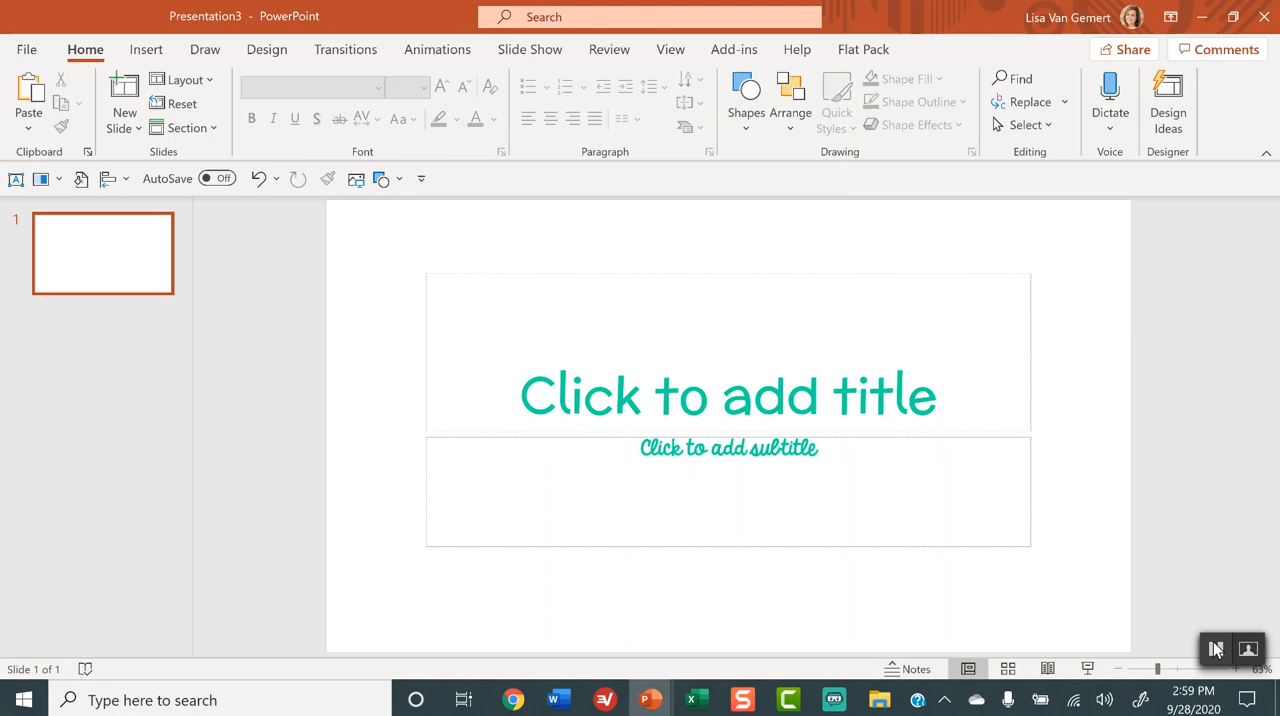 Presentation3 - PowerPoint
Search
Lisa Van Gemert
File Home Insert Draw Design Transitions Animations Slide Show Review View Add-ins Help Flat Pack
Share Comments
Paste
Clipboard
New Slide
Layout
Reset
Section
Slides
Font
Paragraph
Shapes
Arrange
Quick Styles
Shape Fill
Shape Outline
Shape Effects
Drawing
Find
Replace
Select
Editing
Dictate
Voice
Design Ideas
Designer
AutoSave Off
1
Click to add title
Click to add subtitle
Slide 1 of 1
Notes
63%
Type here to search
2:59 PM
9/28/2020